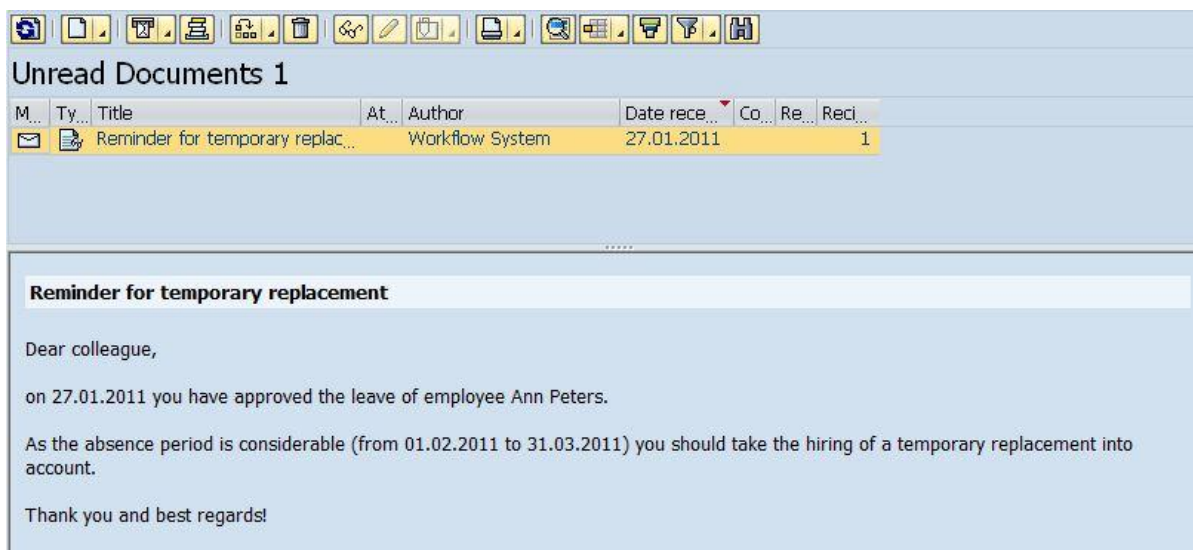 Unread Documents 1
M... Ty... Title At... Author Date rece... Co... Re... Reci...
Reminder for temporary replac... Workflow System 27.01.2011 1
Reminder for temporary replacement
Dear colleague,
on 27.01.2011 you have approved the leave of employee Ann Peters.
As the absence period is considerable (from 01.02.2011 to 31.03.2011) you should take the hiring of a temporary replacement into
account.
Thank you and best regards!